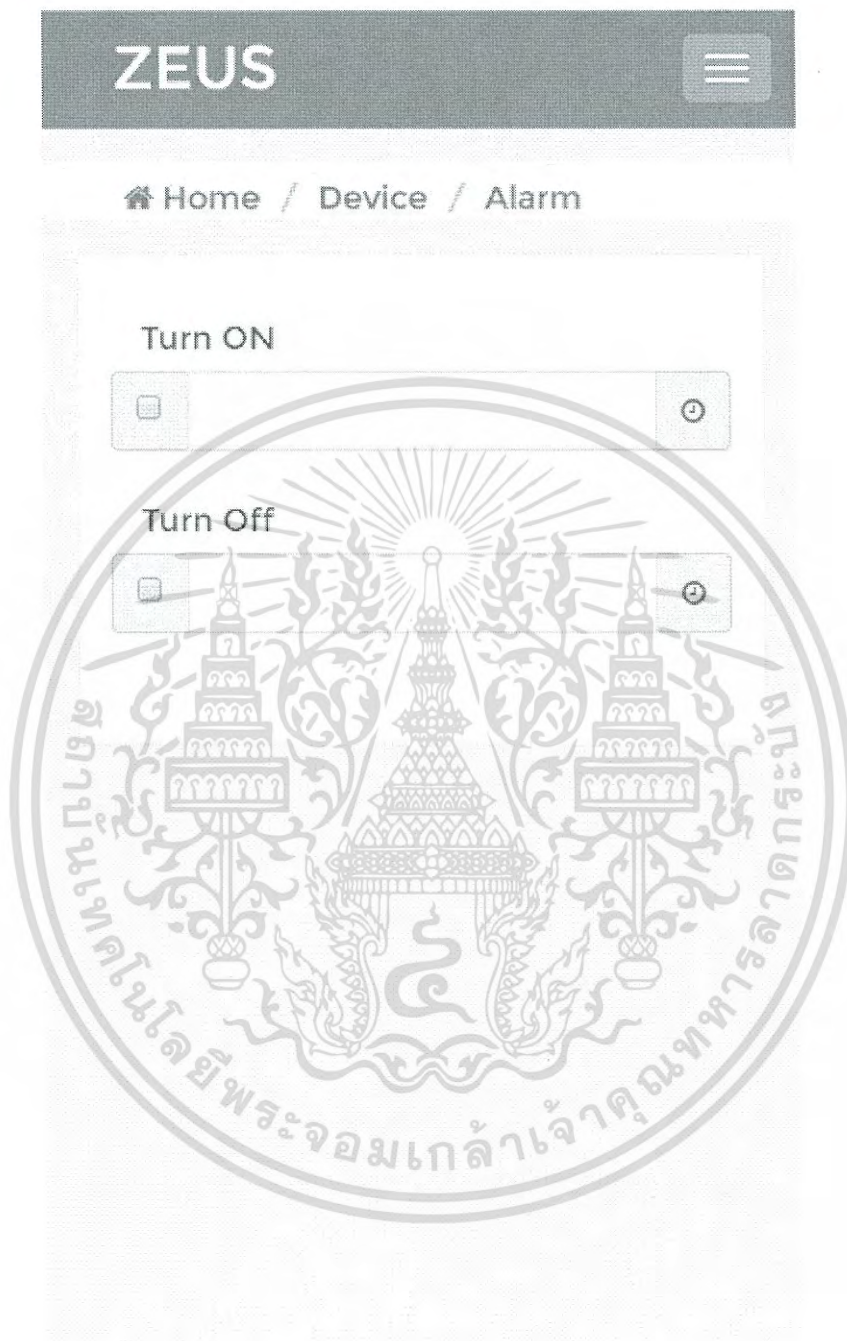 ZEUS
Home / Device / Alarm
Turn ON
Turn Off
๔
สถาบันเทคโนโลยีพระจอมเกล้าเจ้าคุณทหารลาดกระบัง